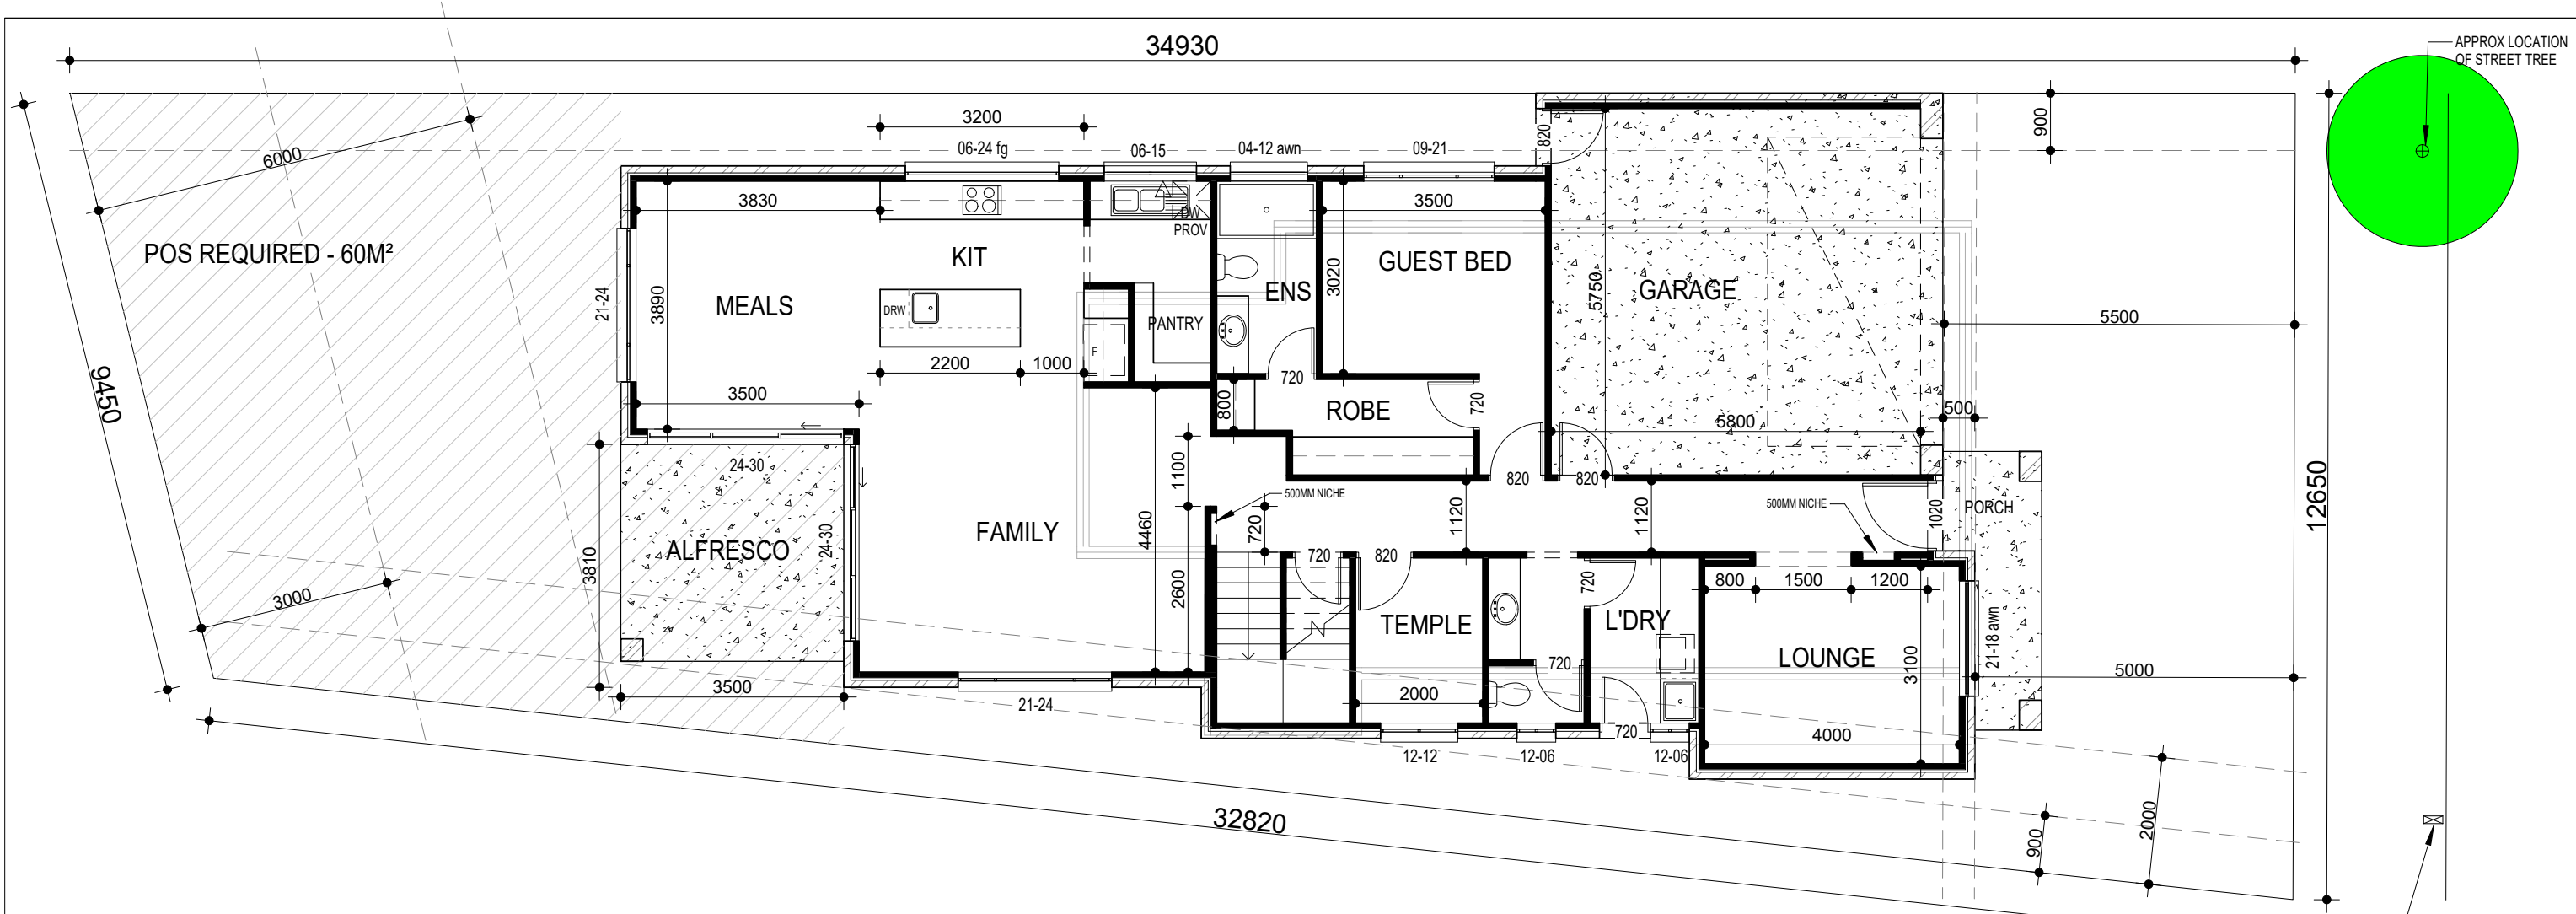 34930
APPROX LOCATION
OF STREET TREE
900
3200
06-24 fg
06-15
04-12 awn
09-21
820
6000
3830
3500
DW
PROV
POS REQUIRED - 60M²
KIT
GUEST BED
GARAGE
ENS
MEALS
3890
21-24
DRW
PANTRY
3020
5750
5500
F
2200
1000
720
9450
3500
800
ROBE
720
5800
500
24-30
1100
500MM NICHE
820
820
500MM NICHE
PORCH
1020
12650
ALFRESCO
24-30
FAMILY
4460
720
1120
1120
3810
3000
2600
720
820
720
800
1500
1200
TEMPLE
L'DRY
LOUNGE
3100
21-18 awn
720
5000
3500
21-24
2000
720
4000
12-12
12-06
12-06
32820
900
2000